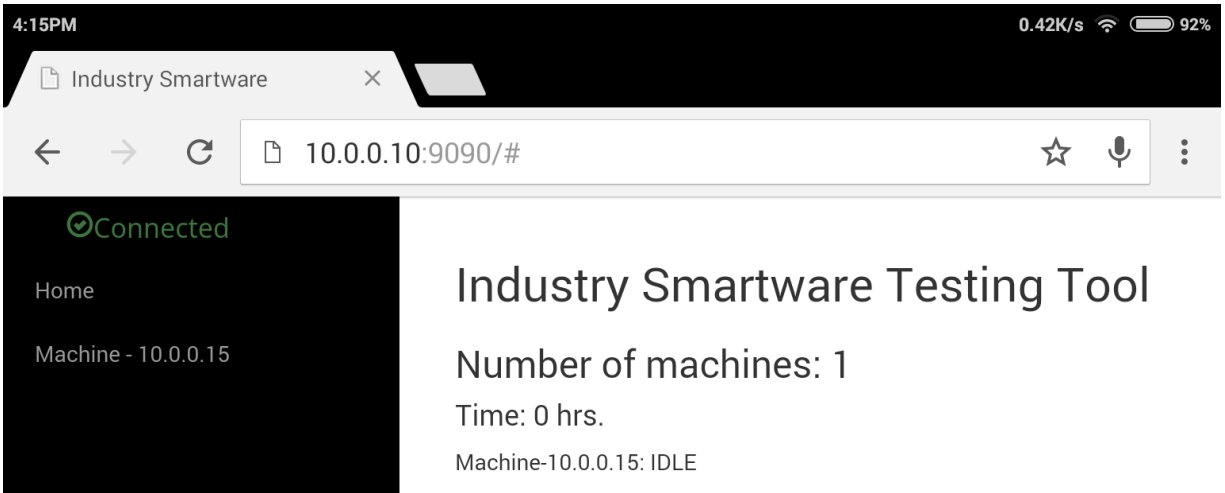 4:15PM 0.42K/s 92%
Industry Smartware
10.0.0.10:9090/#
Connected
Home
Machine - 10.0.0.15
Industry Smartware Testing Tool
Number of machines: 1
Time: 0 hrs.
Machine-10.0.0.15: IDLE